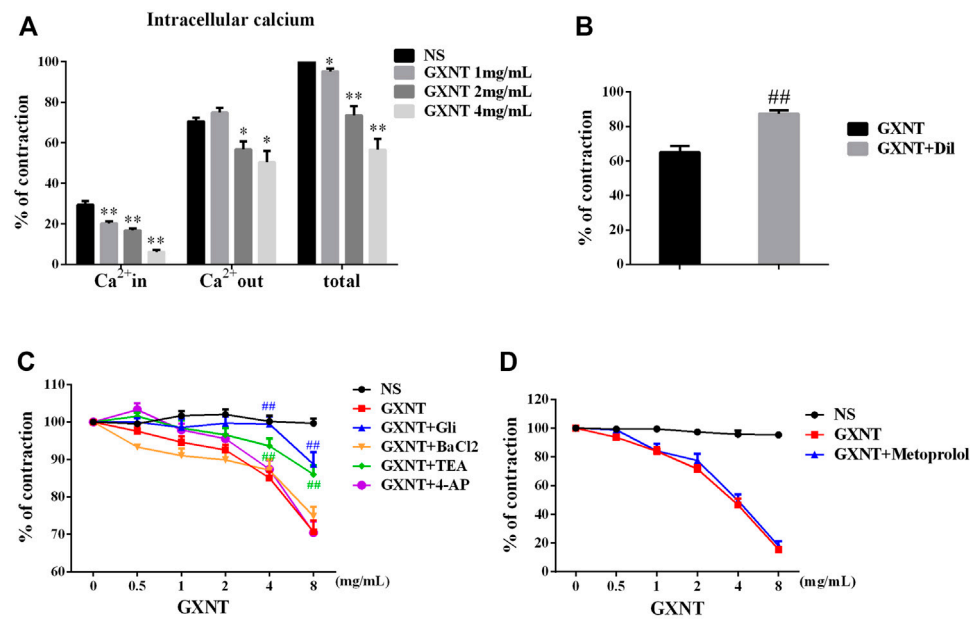 A
Intracellular calcium
% of contraction
100
80
60
40
20
0
NS
GXNT 1mg/mL
GXNT 2mg/mL
GXNT 4mg/mL
**
**
**
*
*
*
**
**
Ca2+in
Ca2+out
total
B
% of contraction
100
80
60
40
20
0
##
GXNT
GXNT+Dil
C
% of contraction
110
100
90
80
70
60
##
##
##
##
NS
GXNT
GXNT+Gli
GXNT+BaCl2
GXNT+TEA
GXNT+4-AP
0 0.5 1 2 4 8 (mg/mL)
GXNT
D
% of contraction
120
100
80
60
40
20
0
NS
GXNT
GXNT+Metoprolol
0 0.5 1 2 4 8 (mg/mL)
GXNT